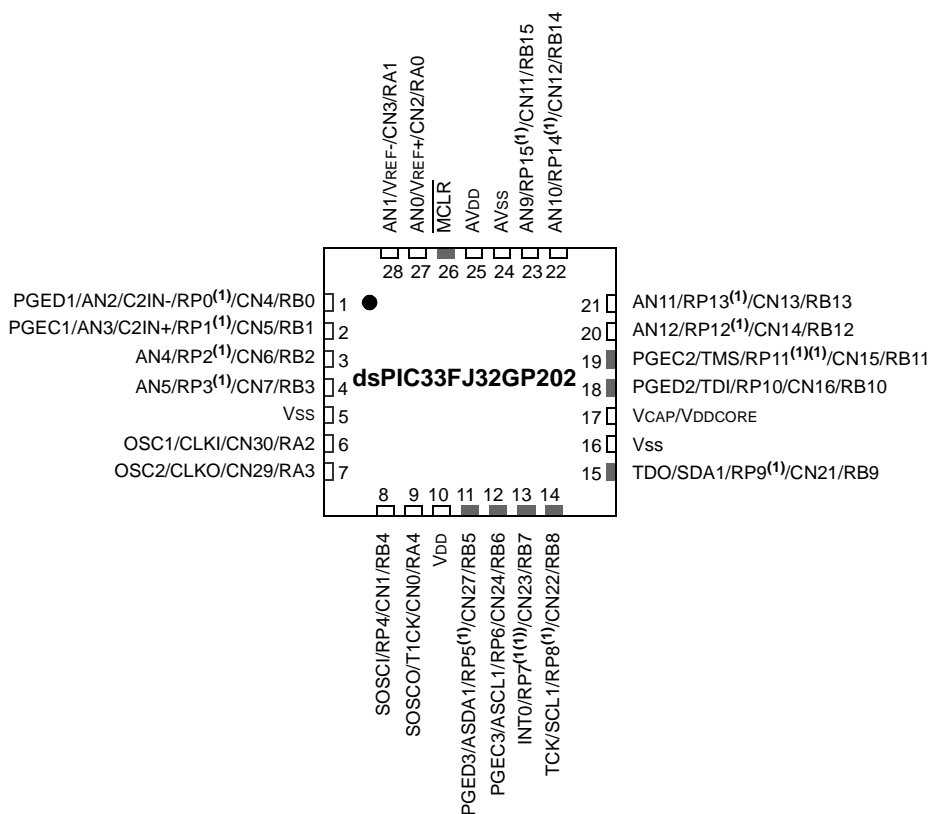 AN1/VREF-/CN3/RA1
AN0/VREF+/CN2/RA0
MCLR
AVDD
AVSS
AN9/RP15(1)/CN11/RB15
AN10/RP14(1)/CN12/RB14
28 27 26 25 24 23 22
PGED1/AN2/C2IN-/RP0(1)/CN4/RB0 1
PGEC1/AN3/C2IN+/RP1(1)/CN5/RB1 2
AN4/RP2(1)/CN6/RB2 3
AN5/RP3(1)/CN7/RB3 4
VSS 5
OSC1/CLKI/CN30/RA2 6
OSC2/CLKO/CN29/RA3 7
dsPIC33FJ32GP202
21 AN11/RP13(1)/CN13/RB13
20 AN12/RP12(1)/CN14/RB12
19 PGEC2/TMS/RP11(1)(1)/CN15/RB11
18 PGED2/TDI/RP10/CN16/RB10
17 VCAP/VDDCORE
16 VSS
15 TDO/SDA1/RP9(1)/CN21/RB9
8 9 10 11 12 13 14
SOSCI/RP4/CN1/RB4
SOSCO/T1CK/CN0/RA4
VDD
PGED3/ASDA1/RP5(1)/CN27/RB5
PGEC3/ASCL1/RP6/CN24/RB6
INT0/RP7(1(1))/CN23/RB7
TCK/SCL1/RP8(1)/CN22/RB8